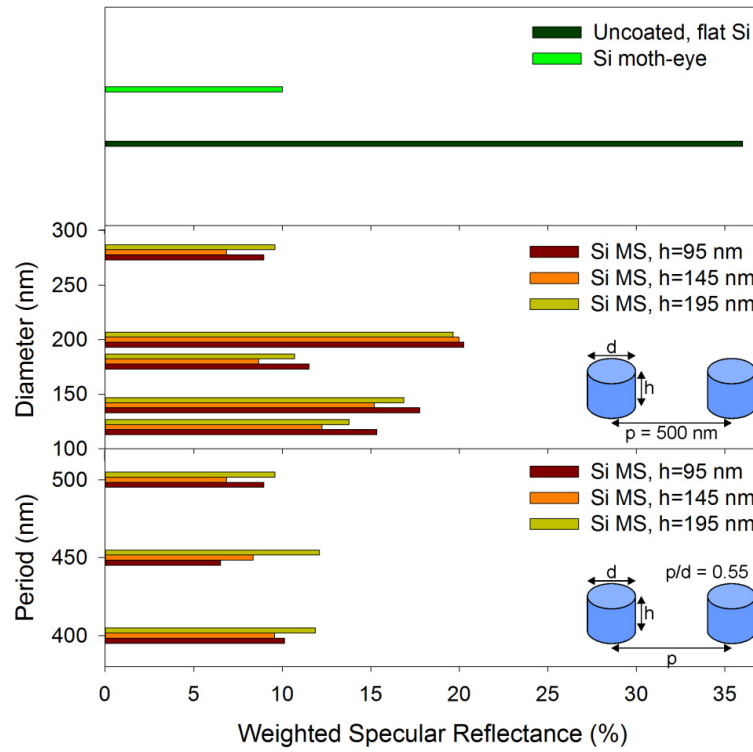 Uncoated, flat Si
Si moth-eye
300
250
200
150
100
Diameter (nm)
Si MS, h=95 nm
Si MS, h=145 nm
Si MS, h=195 nm
d
h
p = 500 nm
500
450
400
Period (nm)
Si MS, h=95 nm
Si MS, h=145 nm
Si MS, h=195 nm
d
p/d = 0.55
h
p
0 5 10 15 20 25 30 35
Weighted Specular Reflectance (%)